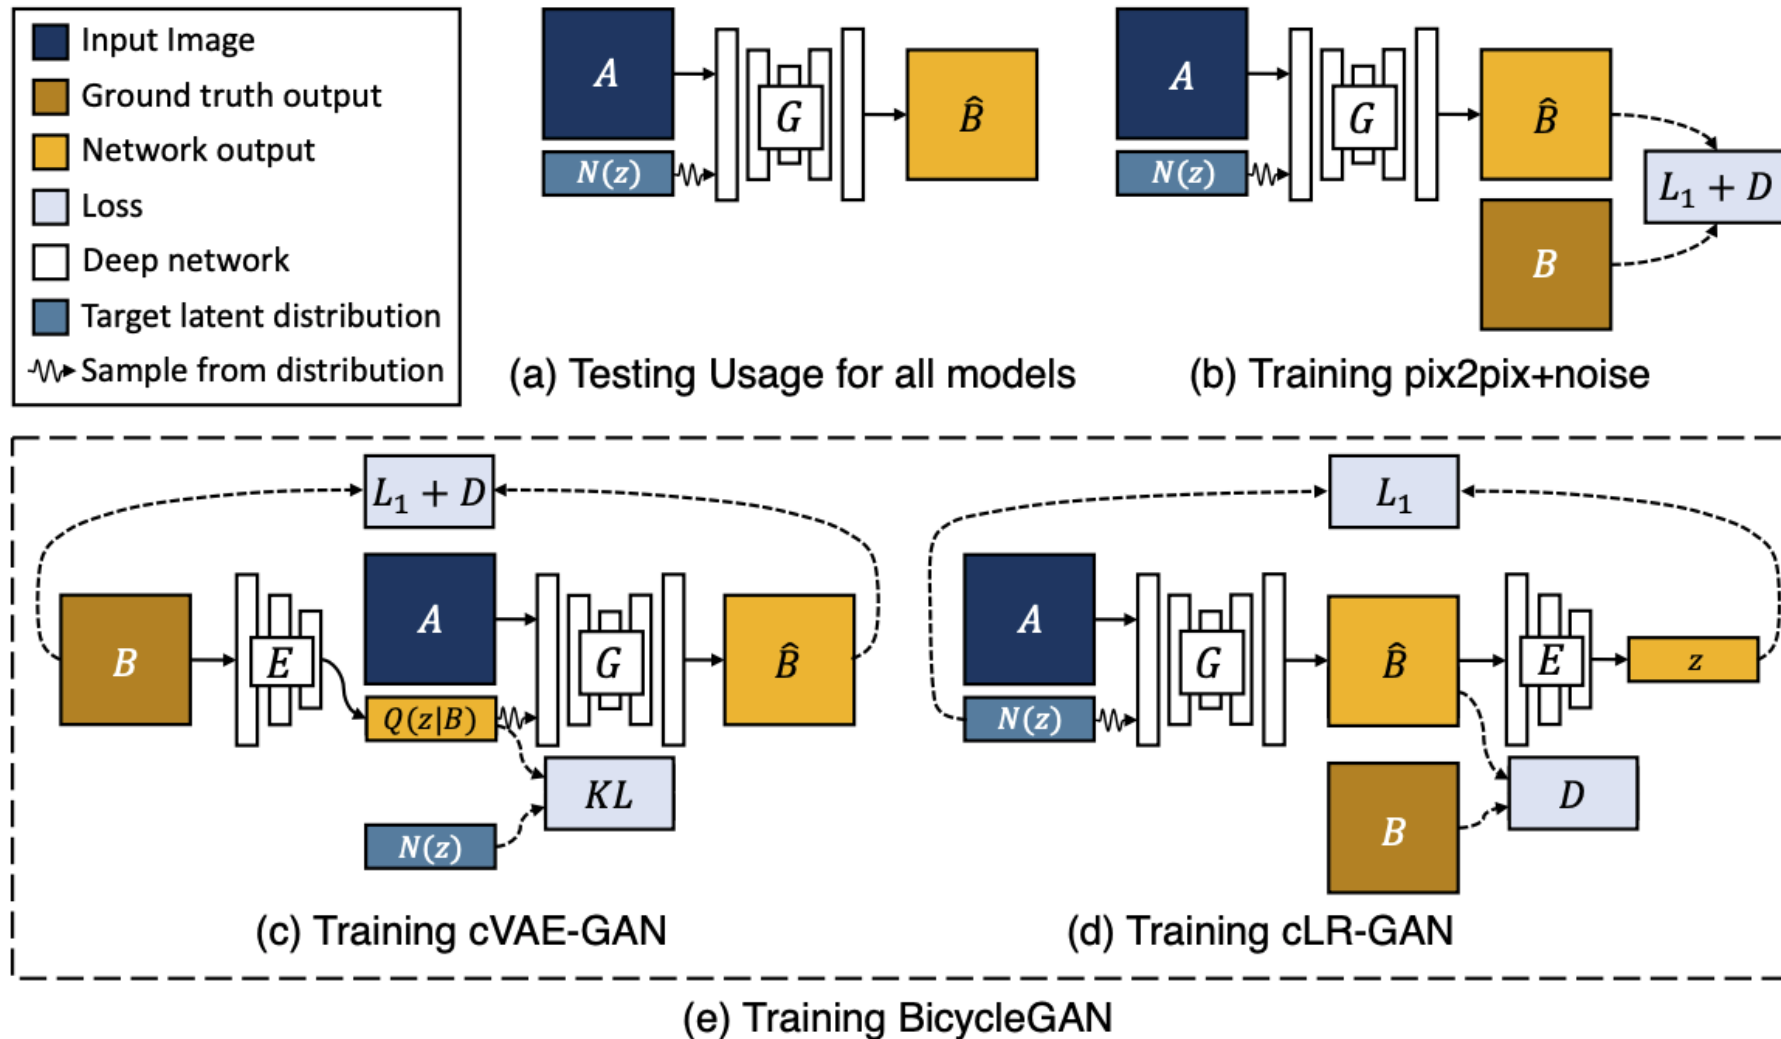 Input Image
Ground truth output
Network output
Loss
Deep network
Target latent distribution
Sample from distribution
A
N(z)
G
B̂
(a) Testing Usage for all models
A
N(z)
G
B̂
B
L₁ + D
(b) Training pix2pix+noise
L₁ + D
B
E
A
Q(z|B)
G
B̂
KL
N(z)
(c) Training cVAE-GAN
L₁
A
N(z)
G
B̂
E
z
B
D
(d) Training cLR-GAN
(e) Training BicycleGAN